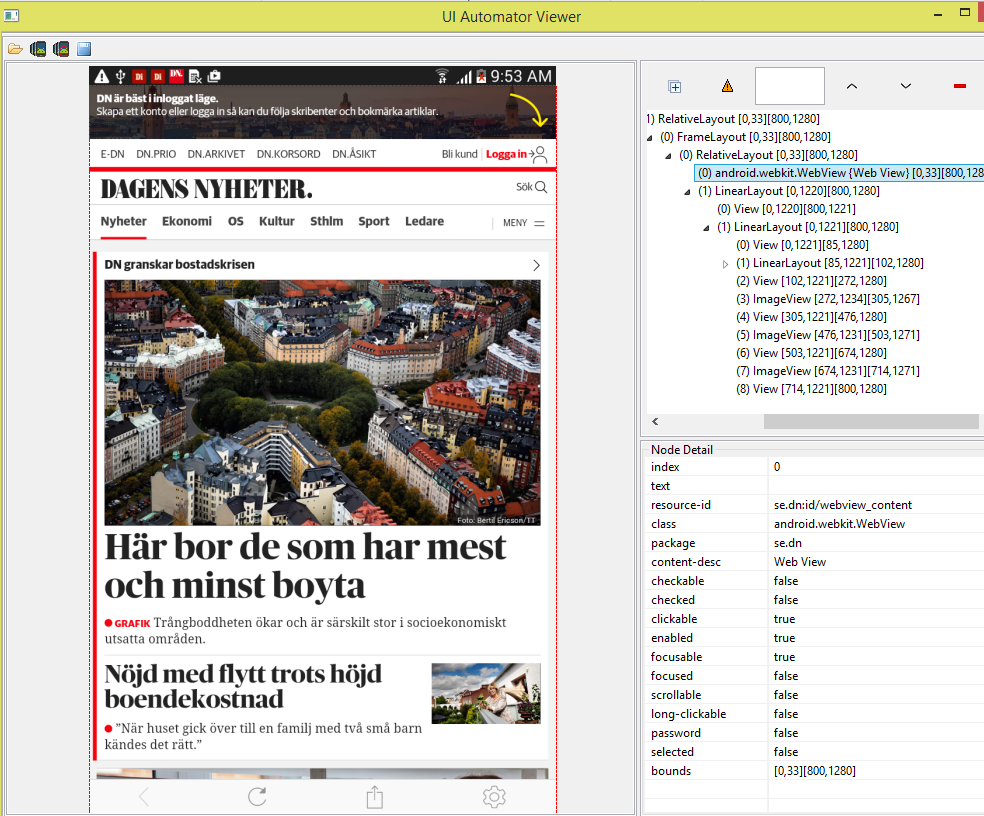 UI Automator Viewer
9:53 AM
DN är bäst i inloggat läge.
Skapa ett konto eller logga in så kan du följa skribenter och bokmärka artiklar.
E-DN DN.PRIO DN.ARKIVET DN.KORSORD DN.ÅSIKT Bli kund Logga in
DAGENS NYHETER.
Sök
Nyheter Ekonomi OS Kultur Sthlm Sport Ledare MENY
DN granskar bostadskrisen
Foto: Bertil Ericson/TT
Här bor de som har mest
och minst boyta
GRAFIK Trångboddheten ökar och är särskilt stor i socioekonomiskt
utsatta områden.
Nöjd med flytt trots höjd
boendekostnad
”När huset gick över till en familj med två små barn
kändes det rätt.”
1) RelativeLayout [0,33][800,1280]
(0) FrameLayout [0,33][800,1280]
(0) RelativeLayout [0,33][800,1280]
(0) android.webkit.WebView {Web View} [0,33][800,128
(1) LinearLayout [0,1220][800,1280]
(0) View [0,1220][800,1221]
(1) LinearLayout [0,1221][800,1280]
(0) View [0,1221][85,1280]
(1) LinearLayout [85,1221][102,1280]
(2) View [102,1221][272,1280]
(3) ImageView [272,1234][305,1267]
(4) View [305,1221][476,1280]
(5) ImageView [476,1231][503,1271]
(6) View [503,1221][674,1280]
(7) ImageView [674,1231][714,1271]
(8) View [714,1221][800,1280]
Node Detail
index 0
text
resource-id se.dn:id/webview_content
class android.webkit.WebView
package se.dn
content-desc Web View
checkable false
checked false
clickable true
enabled true
focusable true
focused false
scrollable false
long-clickable false
password false
selected false
bounds [0,33][800,1280]